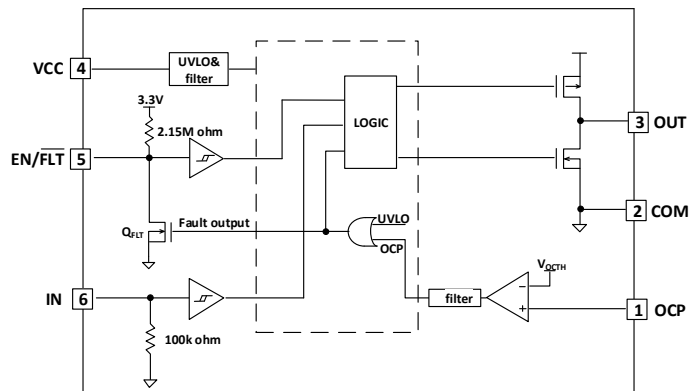 VCC 4
UVLO&
filter
3.3V
2.15M ohm
EN/FLT 5
LOGIC
3 OUT
2 COM
Fault output
QFLT
UVLO
OCP
VOCTH
IN 6
filter
−
+
1 OCP
100k ohm